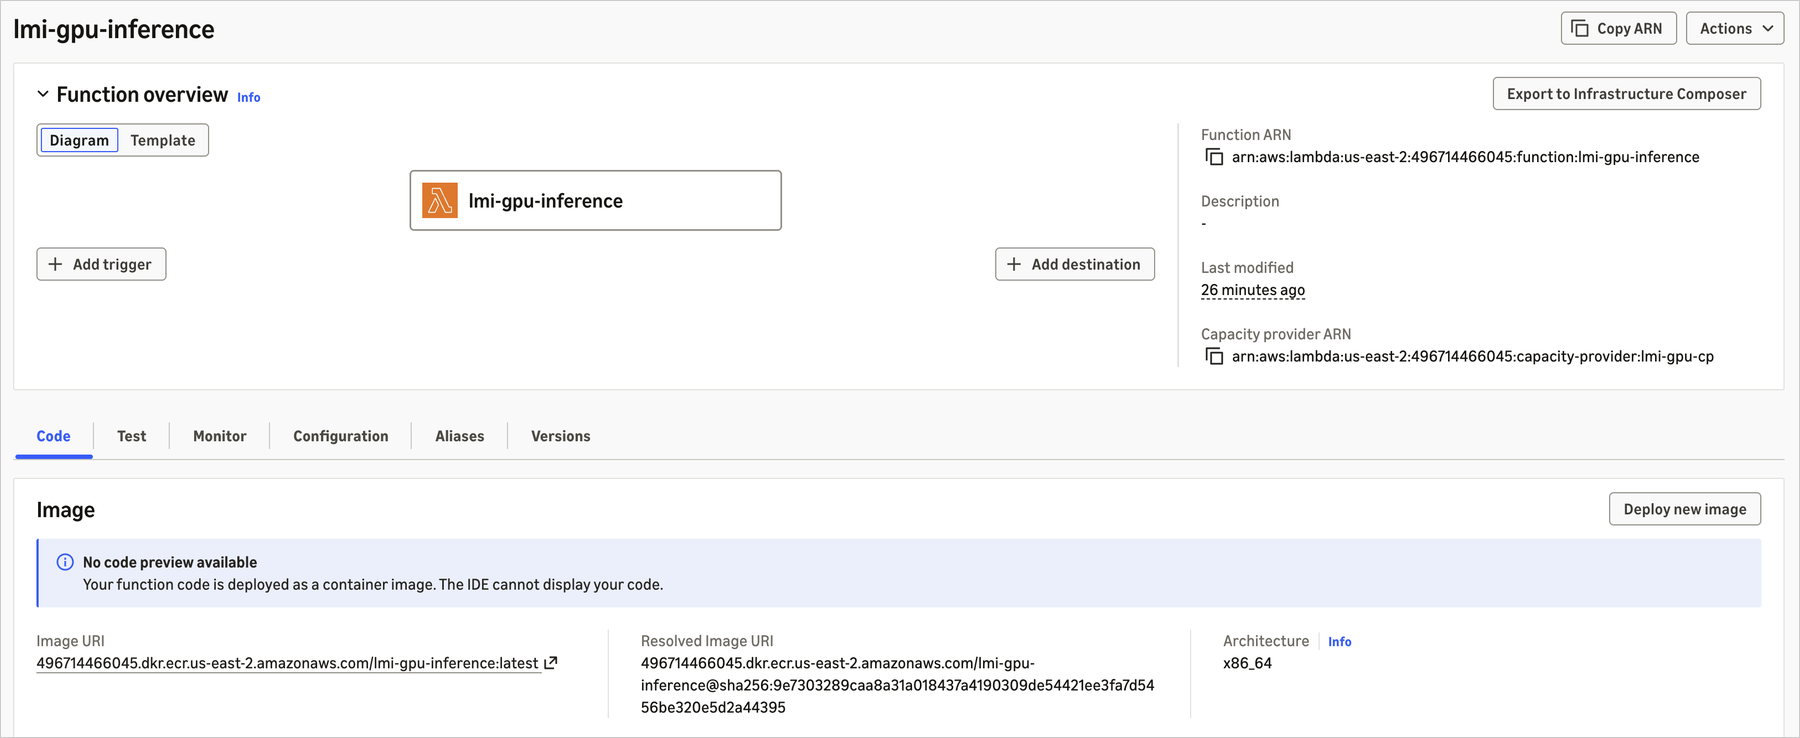 lmi-gpu-inference
Copy ARN
Actions
Function overview Info
Export to Infrastructure Composer
Diagram
Template
lmi-gpu-inference
Add trigger
Add destination
Function ARN
arn:aws:lambda:us-east-2:496714466045:function:lmi-gpu-inference
Description
-
Last modified
26 minutes ago
Capacity provider ARN
arn:aws:lambda:us-east-2:496714466045:capacity-provider:lmi-gpu-cp
Code
Test
Monitor
Configuration
Aliases
Versions
Image
Deploy new image
No code preview available
Your function code is deployed as a container image. The IDE cannot display your code.
Image URI
496714466045.dkr.ecr.us-east-2.amazonaws.com/lmi-gpu-inference:latest
Resolved Image URI
496714466045.dkr.ecr.us-east-2.amazonaws.com/lmi-gpu-
inference@sha256:9e7303289caa8a31a018437a4190309de54421ee3fa7d54
56be320e5d2a44395
Architecture Info
x86_64